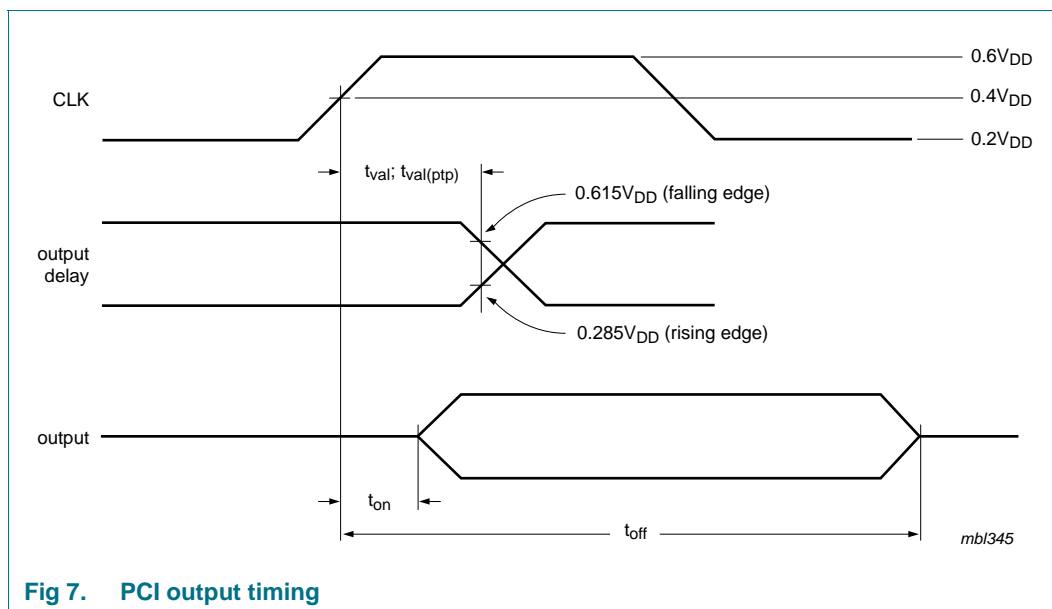 0.6VDD
CLK
0.4VDD
0.2VDD
tval; tval(ptp)
0.615VDD (falling edge)
output
delay
0.285VDD (rising edge)
output
ton
toff
mbl345
Fig 7. PCI output timing